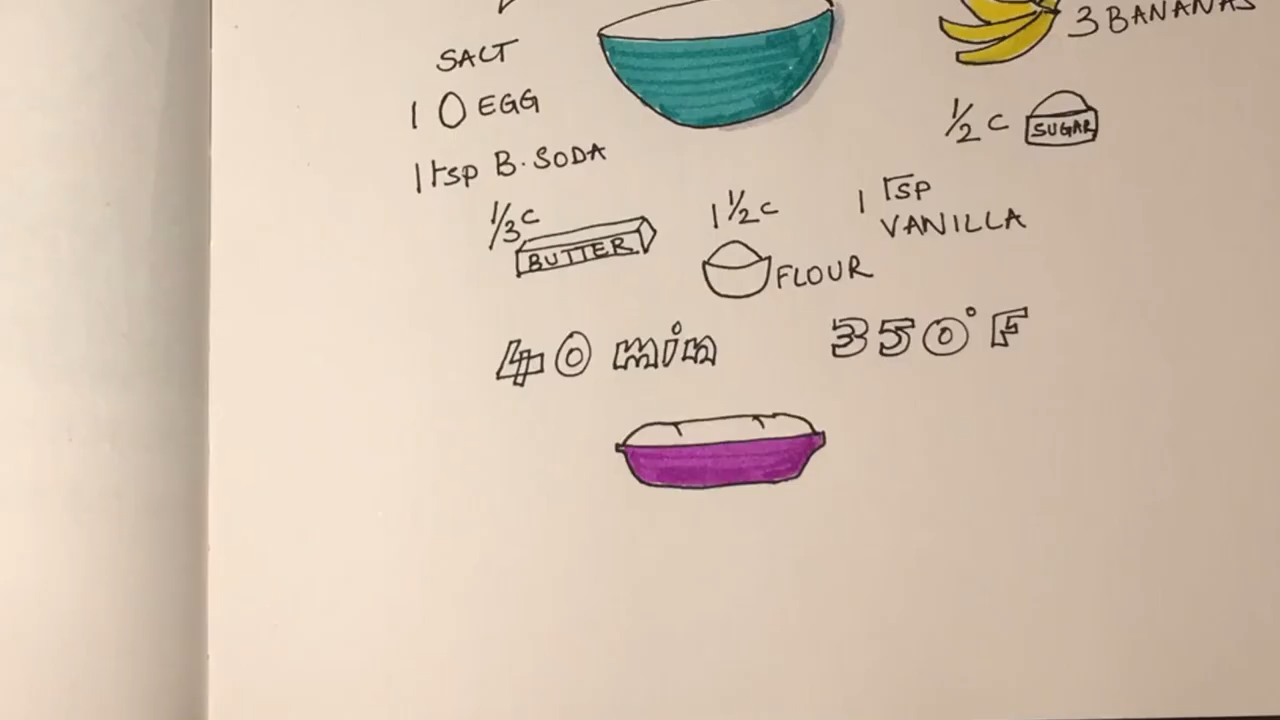 3 BANANAS
SALT
1 EGG
1/2 C SUGAR
1 tsp B. SODA
1/3 C BUTTER
1 1/2 C FLOUR
1 TSP
VANILLA
40 min
350°F